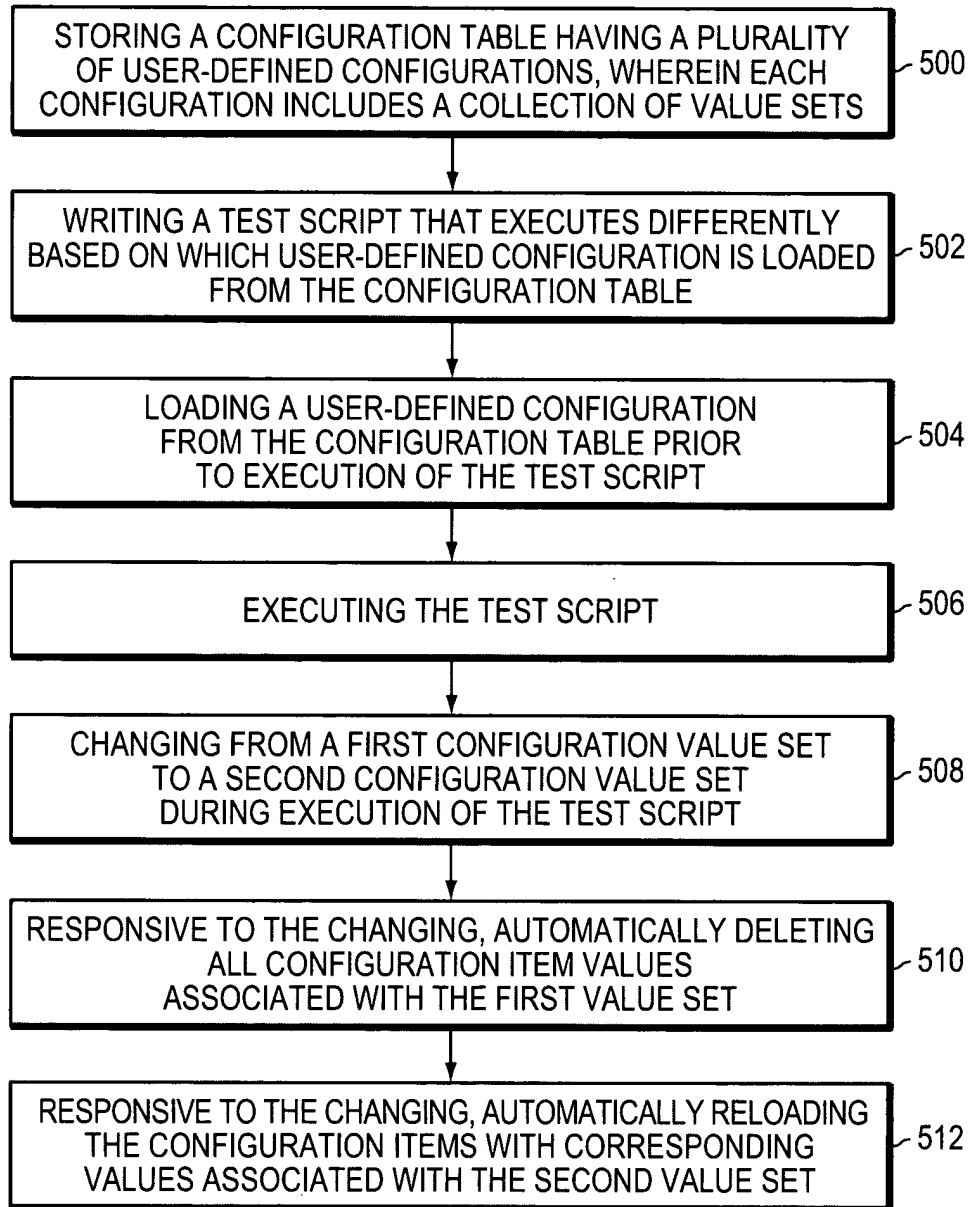 STORING A CONFIGURATION TABLE HAVING A PLURALITY
OF USER-DEFINED CONFIGURATIONS, WHEREIN EACH
CONFIGURATION INCLUDES A COLLECTION OF VALUE SETS
500
WRITING A TEST SCRIPT THAT EXECUTES DIFFERENTLY
BASED ON WHICH USER-DEFINED CONFIGURATION IS LOADED
FROM THE CONFIGURATION TABLE
502
LOADING A USER-DEFINED CONFIGURATION
FROM THE CONFIGURATION TABLE PRIOR
TO EXECUTION OF THE TEST SCRIPT
504
EXECUTING THE TEST SCRIPT
506
CHANGING FROM A FIRST CONFIGURATION VALUE SET
TO A SECOND CONFIGURATION VALUE SET
DURING EXECUTION OF THE TEST SCRIPT
508
RESPONSIVE TO THE CHANGING, AUTOMATICALLY DELETING
ALL CONFIGURATION ITEM VALUES
ASSOCIATED WITH THE FIRST VALUE SET
510
RESPONSIVE TO THE CHANGING, AUTOMATICALLY RELOADING
THE CONFIGURATION ITEMS WITH CORRESPONDING
VALUES ASSOCIATED WITH THE SECOND VALUE SET
512